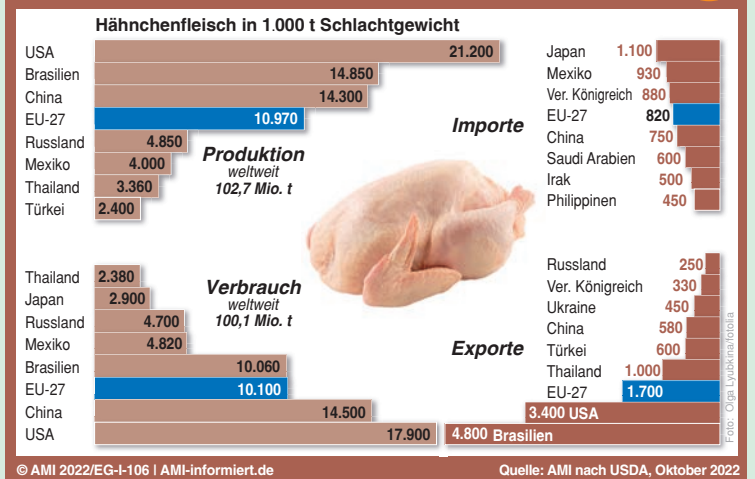 Hähnchenfleisch in 1.000 t Schlachtgewicht
USA 21.200
Brasilien 14.850
China 14.300
EU-27 10.970
Russland 4.850
Mexiko 4.000
Thailand 3.360
Türkei 2.400
Produktion
weltweit
102,7 Mio. t
Importe
Japan 1.100
Mexiko 930
Ver. Königreich 880
EU-27 820
China 750
Saudi Arabien 600
Irak 500
Philippinen 450
Thailand 2.380
Japan 2.900
Russland 4.700
Mexiko 4.820
Brasilien 10.060
EU-27 10.100
China 14.500
USA 17.900
Verbrauch
weltweit
100,1 Mio. t
Exporte
Russland 250
Ver. Königreich 330
Ukraine 450
China 580
Türkei 600
Thailand 1.000
EU-27 1.700
3.400 USA
4.800 Brasilien
Foto: Olga Lyubkina/fotolia
© AMI 2022/EG-I-106 | AMI-informiert.de
Quelle: AMI nach USDA, Oktober 2022